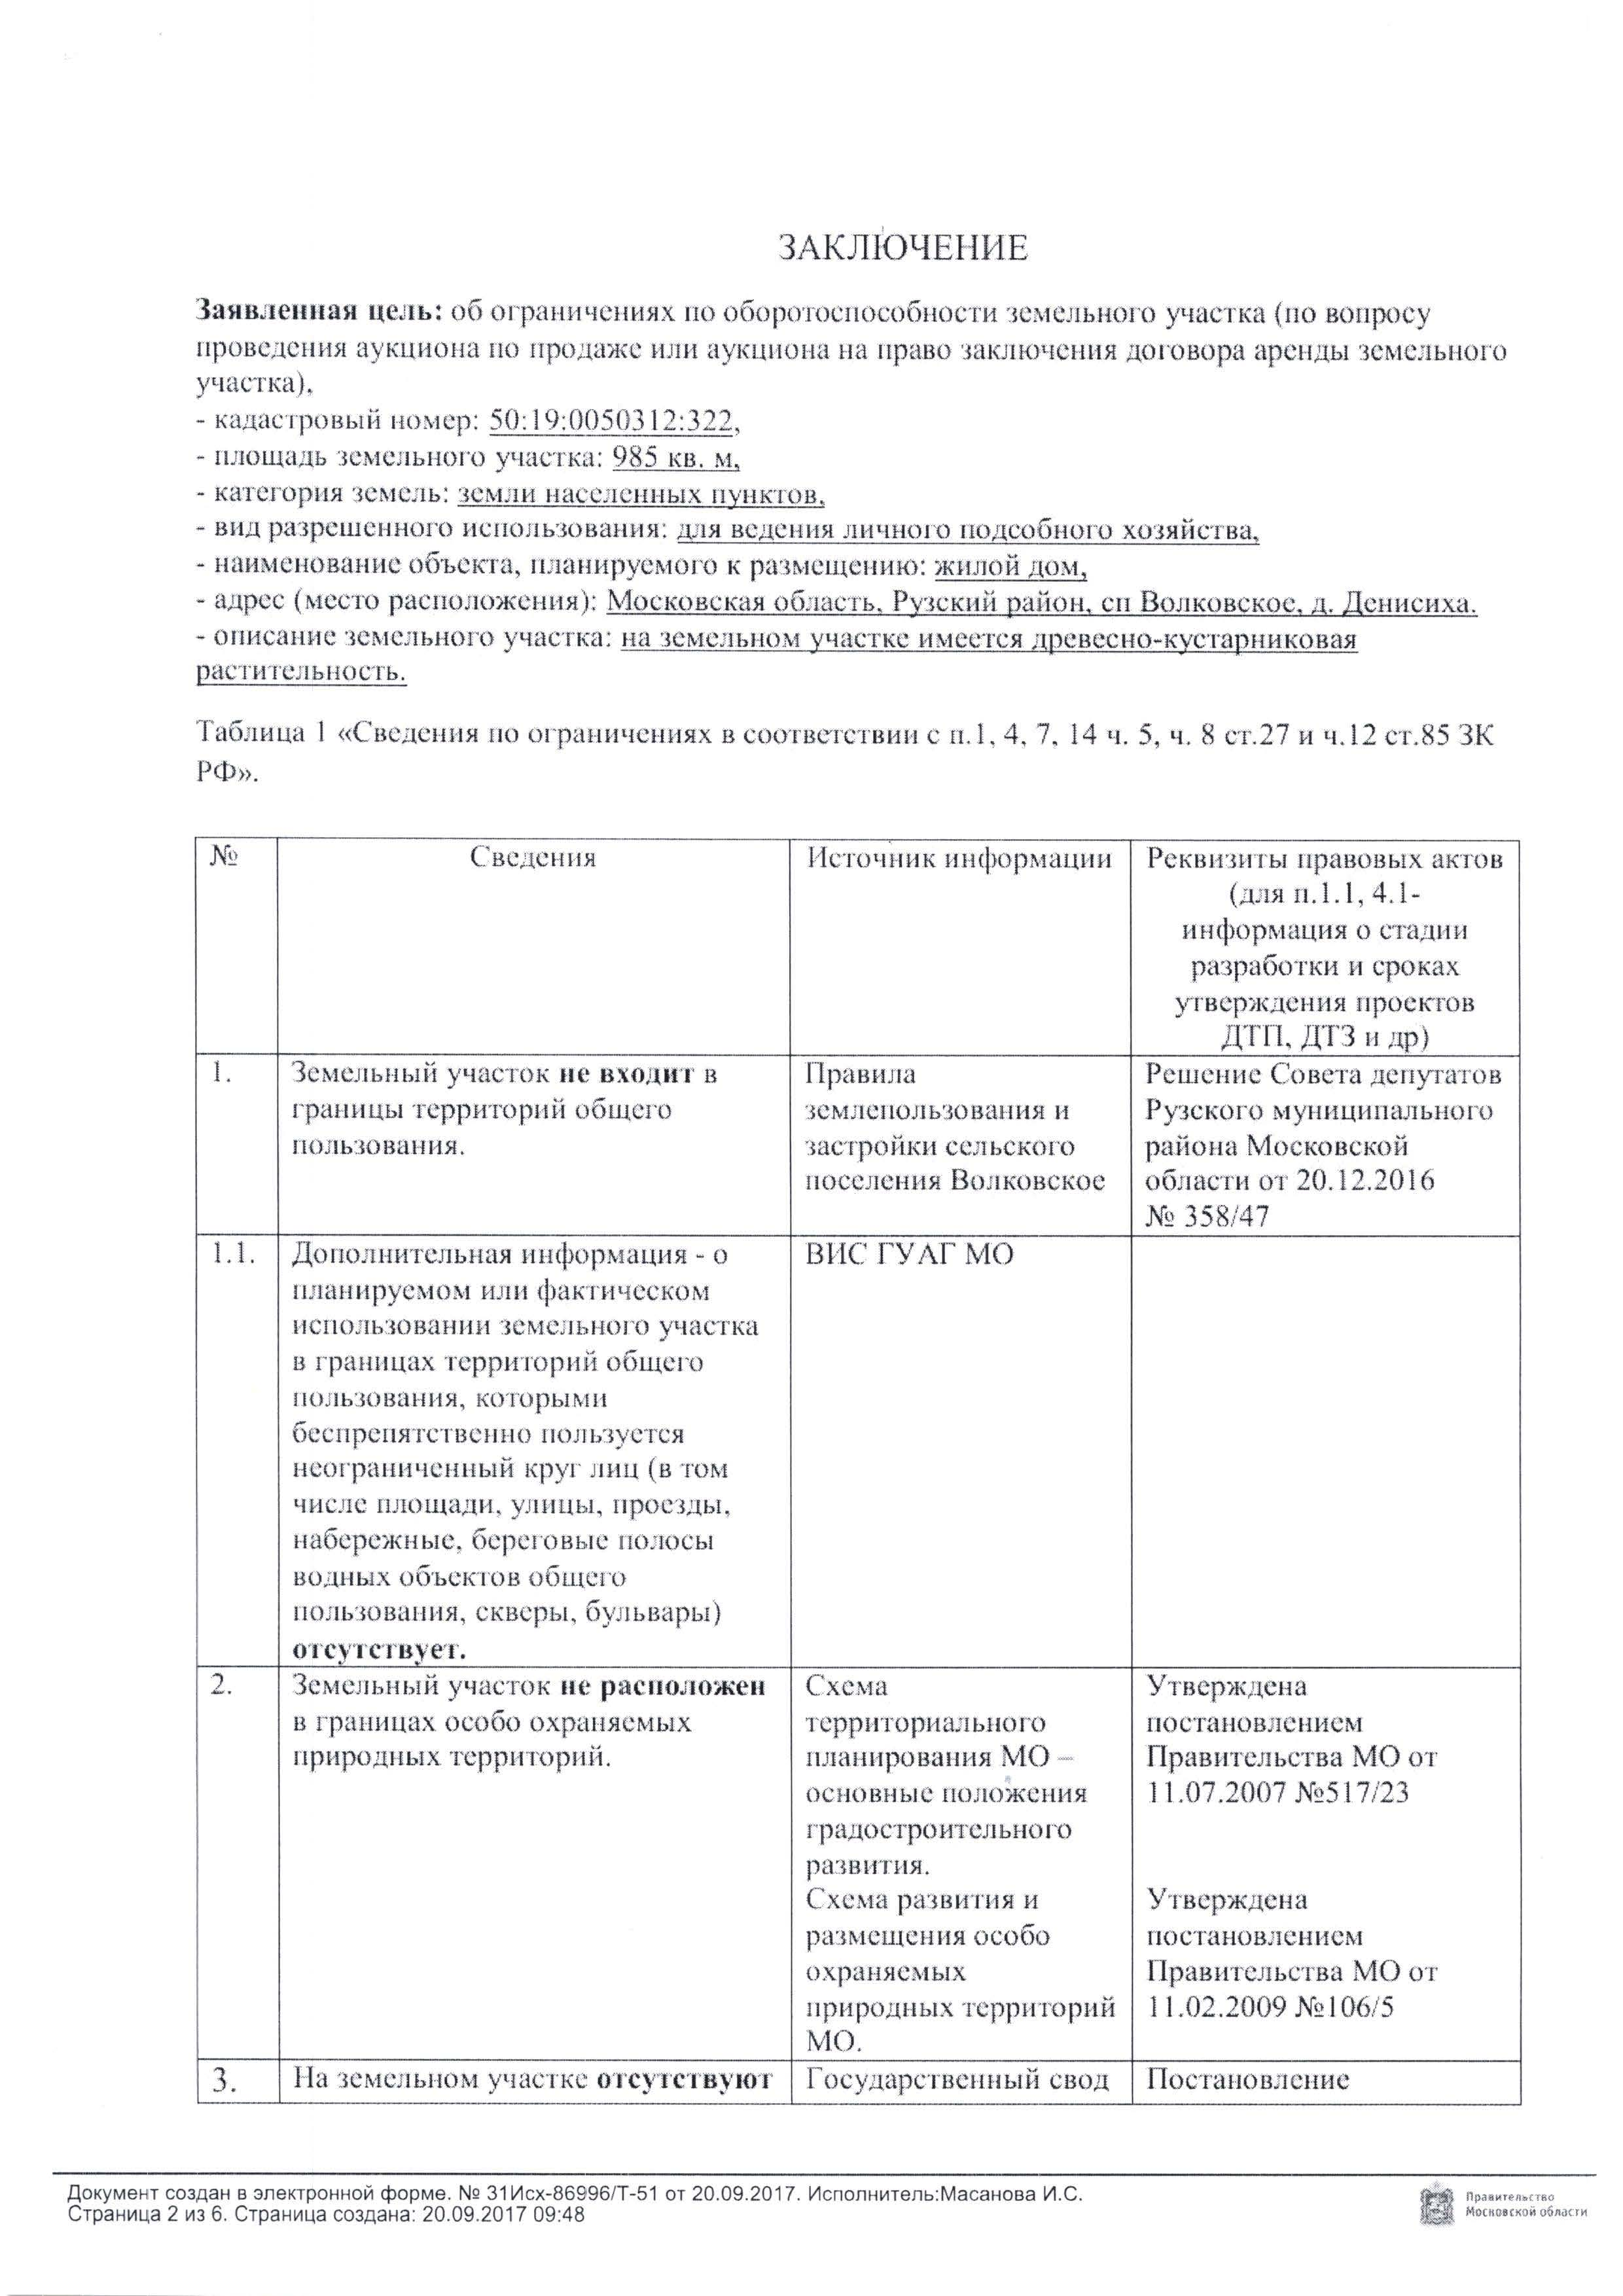 ЗАКЛЮЧЕНИЕ
Заявленная цель: об ограничениях по оборотоспособности земельного участка (по вопросу
проведения аукциона по продаже или аукциона на право заключения договора аренды земельного
участка),
- кадастровый номер: 50:19:0050312:322,
- площадь земельного участка: 985 кв. м,
- категория земель: земли населенных пунктов,
- вид разрешенного использования: для ведения личного подсобного хозяйства,
- наименование объекта, планируемого к размещению: жилой дом,
- адрес (место расположения): Московская область, Рузский район, сп Волковское, д. Денисиха.
- описание земельного участка: на земельном участке имеется древесно-кустарниковая
растительность.
Таблица 1 «Сведения по ограничениях в соответствии с п.1, 4, 7, 14 ч. 5, ч. 8 ст.27 и ч.12 ст.85 ЗК
РФ».
№
Сведения
Источник информации
Реквизиты правовых актов
(для п.1.1, 4.1-
информация о стадии
разработки и сроках
утверждения проектов
ДТП, ДТЗ и др)
1.
Земельный участок не входит в
границы территорий общего
пользования.
Правила
землепользования и
застройки сельского
поселения Волковское
Решение Совета депутатов
Рузского муниципального
района Московской
области от 20.12.2016
№ 358/47
1.1.
Дополнительная информация - о
планируемом или фактическом
использовании земельного участка
в границах территорий общего
пользования, которыми
беспрепятственно пользуется
неограниченный круг лиц (в том
числе площади, улицы, проезды,
набережные, береговые полосы
водных объектов общего
пользования, скверы, бульвары)
отсутствует.
ВИС ГУАГ МО
2.
Земельный участок не расположен
в границах особо охраняемых
природных территорий.
Схема
территориального
планирования МО –
основные положения
градостроительного
развития.
Схема развития и
размещения особо
охраняемых
природных территорий
МО.
Утверждена
постановлением
Правительства МО от
11.07.2007 №517/23
Утверждена
постановлением
Правительства МО от
11.02.2009 №106/5
3.
На земельном участке отсутствуют
Государственный свод
Постановление
Документ создан в электронной форме. № 31Исх-86996/Т-51 от 20.09.2017. Исполнитель:Масанова И.С.
Страница 2 из 6. Страница создана: 20.09.2017 09:48
Правительство
Московской области